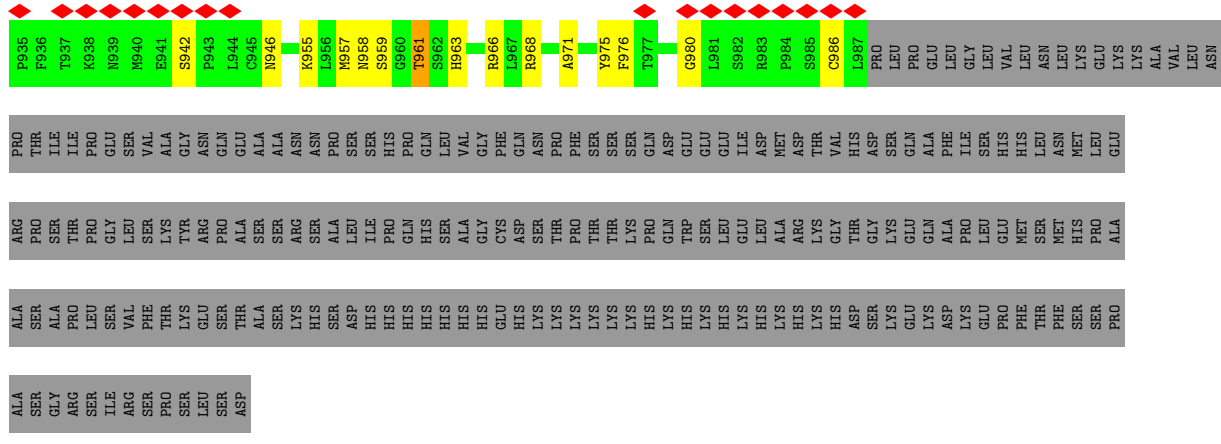 P935 F936 T937 K938 N939 M940 E941 S942 P943 L944 C945 N946 K955 L956 M957 N958 S959 G960 T961 S962 H963 R966 L967 R968 A971 Y975 F976 T977 G980 L981 S982 R983 P984 S985 C986 L987 PRO LEU PRO GLU LEU GLY LEU VAL LEU ASN LEU LYS GLU LYS LYS ALA VAL LEU ASN
PRO THR ILE ILE PRO GLU SER VAL ALA GLY ASN GLN GLU ALA ALA ASN ASN PRO SER SER HIS PRO GLN LEU VAL GLY PHE GLN ASN PRO PHE SER SER SER GLN ASP GLU GLU GLU ILE ASP MET ASP THR VAL HIS ASP SER GLN ALA PHE ILE SER HIS HIS LEU ASN MET LEU GLU
ARG PRO SER THR PRO GLY LEU SER LYS TYR ARG PRO ALA SER SER ARG SER ALA LEU ILE PRO GLN HIS SER ALA GLY CYS ASP SER THR PRO THR THR LYS PRO GLN TRP SER LEU GLU LEU ALA ARG LYS GLY THR GLY LYS GLU GLN ALA PRO LEU GLU MET SER MET HIS PRO ALA
ALA SER ALA PRO LEU SER VAL PHE THR LYS GLU SER THR ALA SER LYS HIS SER ASP HIS HIS HIS HIS HIS HIS HIS GLU HIS LYS LYS LYS LYS LYS LYS HIS LYS HIS LYS HIS LYS HIS LYS HIS LYS HIS ASP SER LYS GLU LYS ASP LYS GLU PRO PHE THR PHE SER SER PRO
ALA SER GLY ARG SER ILE ARG SER PRO SER LEU SER ASP